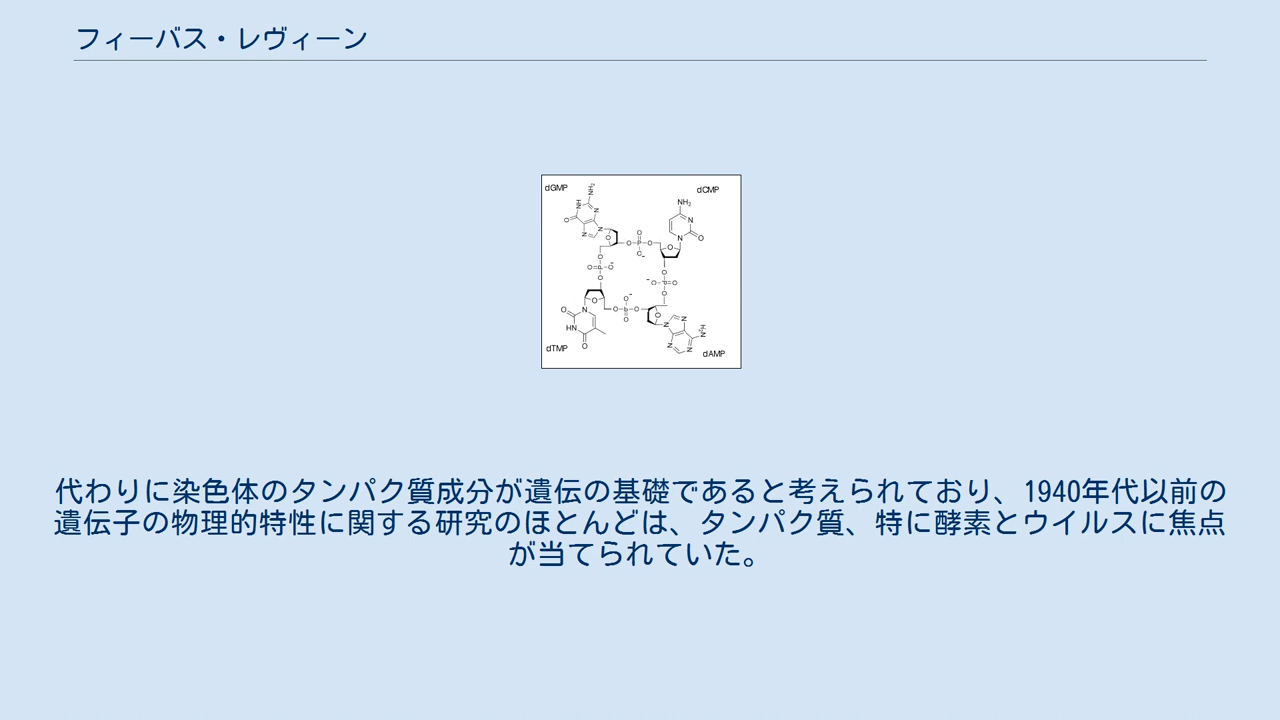 フィーバス・レヴィーン
dGMP
dCMP
dTMP
dAMP
代わりに染色体のタンパク質成分が遺伝の基礎であると考えられており、1940年代以前の
遺伝子の物理的特性に関する研究のほとんどは、タンパク質、特に酵素とウイルスに焦点
が当てられていた。